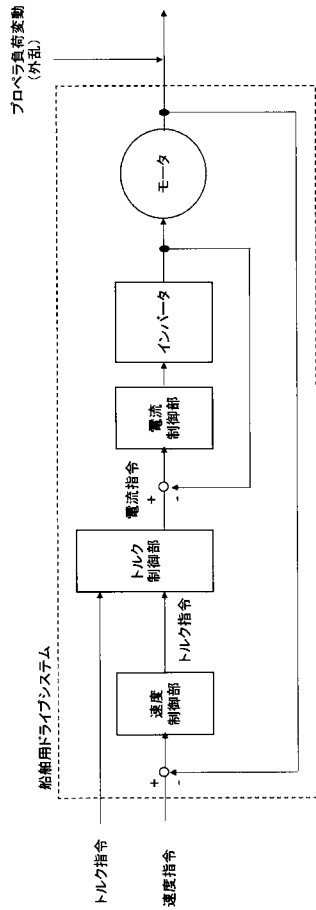 船舶用ドライブシステム
トルク指令
速度指令
+
-
速度
制御部
トルク指令
トルク
制御部
電流指令
+
-
電流
制御部
インバータ
モータ
プロペラ負荷変動
(外乱)